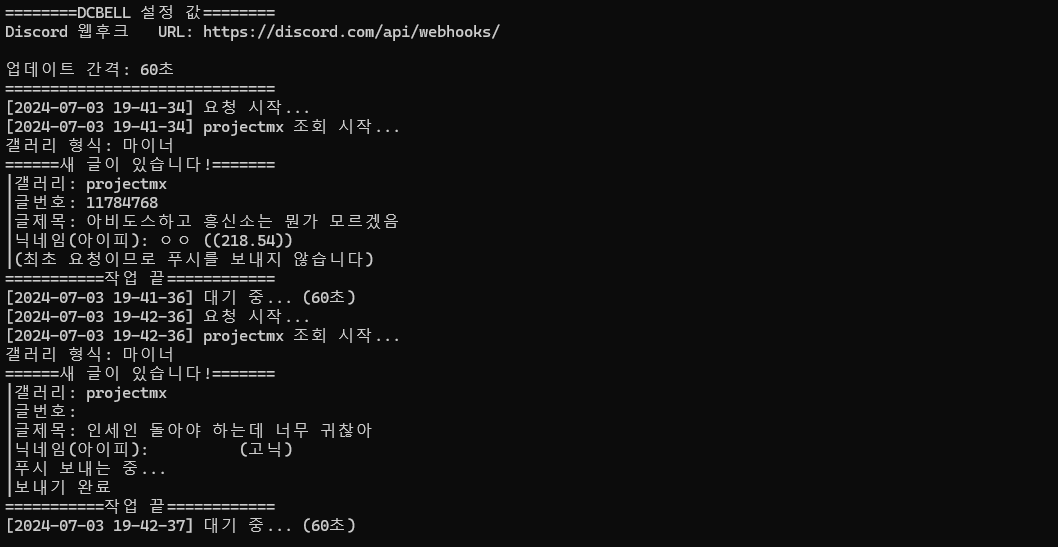 ========DCBELL 설정 값========
Discord 웹후크   URL: https://discord.com/api/webhooks/
업데이트 간격: 60초
==============================
[2024-07-03 19-41-34] 요청 시작...
[2024-07-03 19-41-34] projectmx 조회 시작...
갤러리 형식: 마이너
======새 글이 있습니다!=======
|갤러리: projectmx
|글번호: 11784768
|글제목: 아비도스하고 흥신소는 뭔가 모르겠음
|닉네임(아이피): ㅇㅇ ((218.54))
|(최초 요청이므로 푸시를 보내지 않습니다)
===========작업 끝============
[2024-07-03 19-41-36] 대기 중... (60초)
[2024-07-03 19-42-36] 요청 시작...
[2024-07-03 19-42-36] projectmx 조회 시작...
갤러리 형식: 마이너
======새 글이 있습니다!=======
|갤러리: projectmx
|글번호:
|글제목: 인세인 돌아야 하는데 너무 귀찮아
|닉네임(아이피):          (고닉)
|푸시 보내는 중...
|보내기 완료
===========작업 끝============
[2024-07-03 19-42-37] 대기 중... (60초)